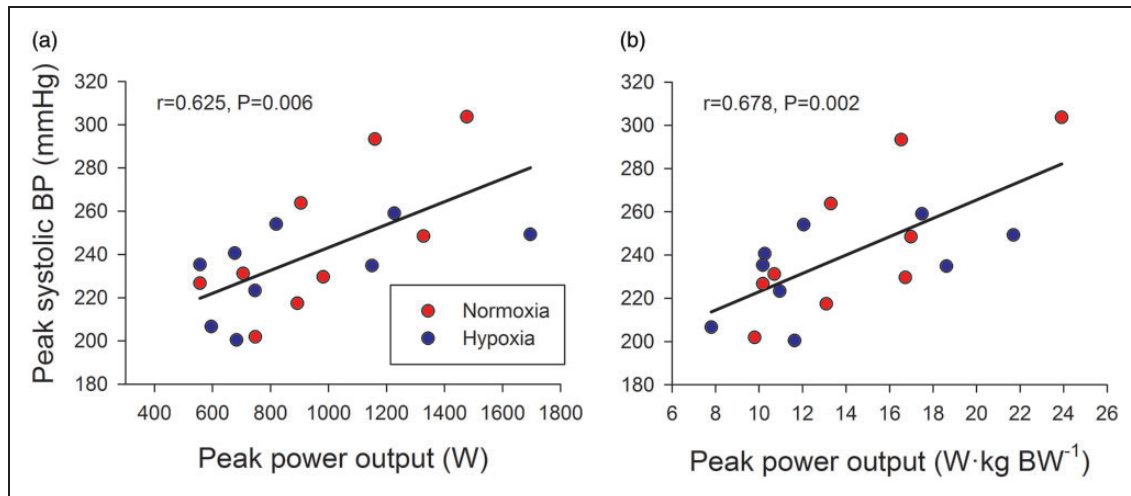 (a)
r=0.625, P=0.006
Peak systolic BP (mmHg)
320
300
280
260
240
220
200
180
400 600 800 1000 1200 1400 1600 1800
Peak power output (W)
Normoxia
Hypoxia
(b)
r=0.678, P=0.002
320
300
280
260
240
220
200
180
6 8 10 12 14 16 18 20 22 24 26
Peak power output (W·kg BW⁻¹)